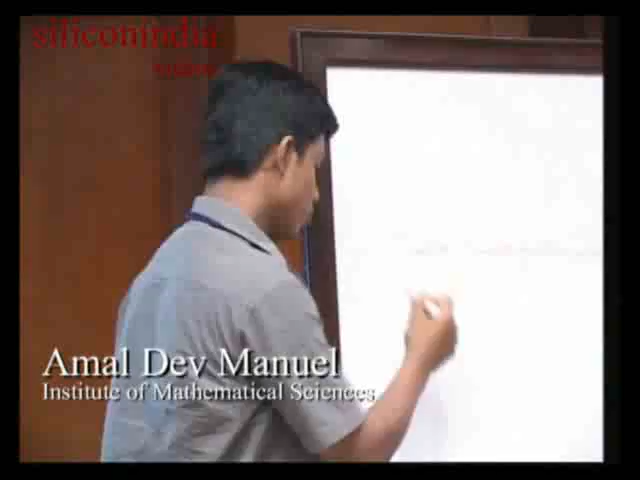 siliconindia
Amal Dev Manuel
Institute of Mathematical Sciences